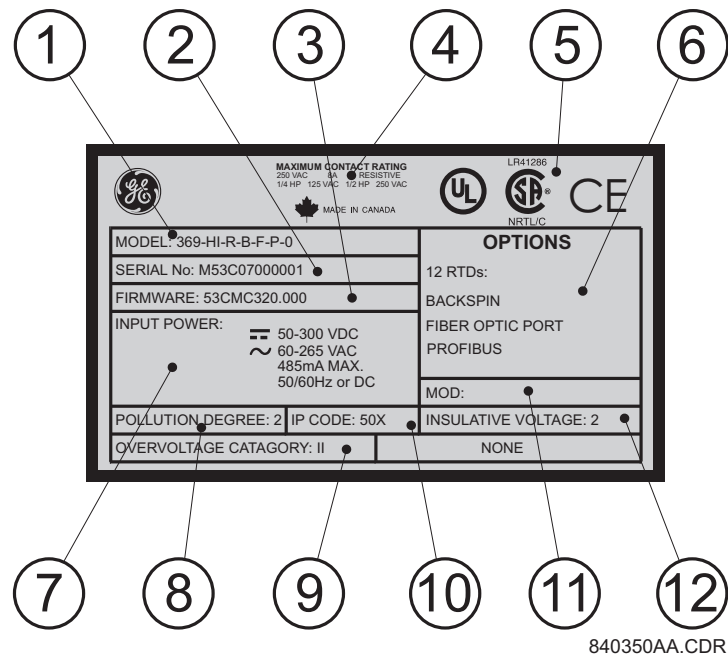 1 2 3 4 5 6
LR41286
MAXIMUM CONTACT RATING
250 VAC 8A RESISTIVE
1/4 HP 125 VAC 1/2 HP 250 VAC
MADE IN CANADA
GE
UL
SA®
CE
NRTL/C
MODEL: 369-HI-R-B-F-P-0
SERIAL No: M53C07000001
FIRMWARE: 53CMC320.000
INPUT POWER:
50-300 VDC
60-265 VAC
485mA MAX.
50/60Hz or DC
OPTIONS
12 RTDs:
BACKSPIN
FIBER OPTIC PORT
PROFIBUS
MOD:
POLLUTION DEGREE: 2 IP CODE: 50X INSULATIVE VOLTAGE: 2
OVERVOLTAGE CATAGORY: II NONE
7 8 9 10 11 12
840350AA.CDR